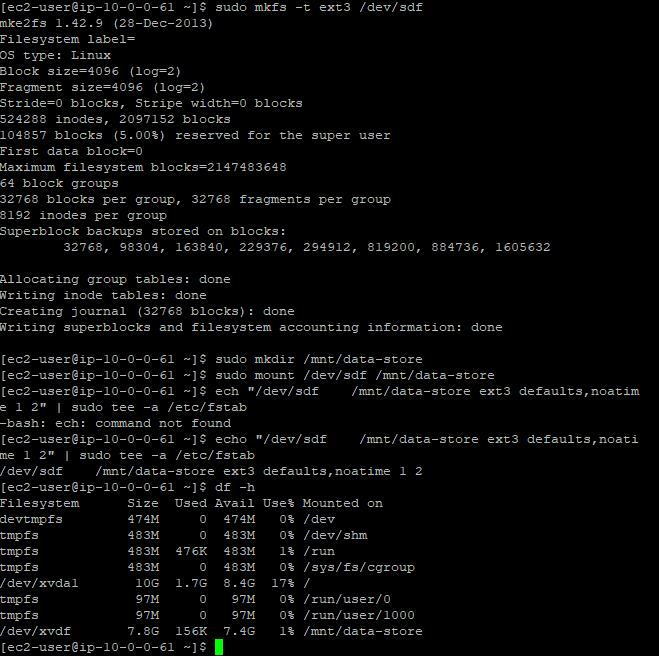 [ec2-user@ip-10-0-0-61 ~]$ sudo mkfs -t ext3 /dev/sdf
mke2fs 1.42.9 (28-Dec-2013)
Filesystem label=
OS type: Linux
Block size=4096 (log=2)
Fragment size=4096 (log=2)
Stride=0 blocks, Stripe width=0 blocks
524288 inodes, 2097152 blocks
104857 blocks (5.00%) reserved for the super user
First data block=0
Maximum filesystem blocks=2147483648
64 block groups
32768 blocks per group, 32768 fragments per group
8192 inodes per group
Superblock backups stored on blocks:
        32768, 98304, 163840, 229376, 294912, 819200, 884736, 1605632
Allocating group tables: done
Writing inode tables: done
Creating journal (32768 blocks): done
Writing superblocks and filesystem accounting information: done
[ec2-user@ip-10-0-0-61 ~]$ sudo mkdir /mnt/data-store
[ec2-user@ip-10-0-0-61 ~]$ sudo mount /dev/sdf /mnt/data-store
[ec2-user@ip-10-0-0-61 ~]$ ech "/dev/sdf    /mnt/data-store ext3 defaults,noatim
e 1 2" | sudo tee -a /etc/fstab
-bash: ech: command not found
[ec2-user@ip-10-0-0-61 ~]$ echo "/dev/sdf    /mnt/data-store ext3 defaults,noati
me 1 2" | sudo tee -a /etc/fstab
/dev/sdf    /mnt/data-store ext3 defaults,noatime 1 2
[ec2-user@ip-10-0-0-61 ~]$ df -h
Filesystem      Size  Used Avail Use% Mounted on
devtmpfs        474M     0  474M   0% /dev
tmpfs           483M     0  483M   0% /dev/shm
tmpfs           483M  476K  483M   1% /run
tmpfs           483M     0  483M   0% /sys/fs/cgroup
/dev/xvda1       10G  1.7G  8.4G  17% /
tmpfs            97M     0   97M   0% /run/user/0
tmpfs            97M     0   97M   0% /run/user/1000
/dev/xvdf       7.8G  156K  7.4G   1% /mnt/data-store
[ec2-user@ip-10-0-0-61 ~]$